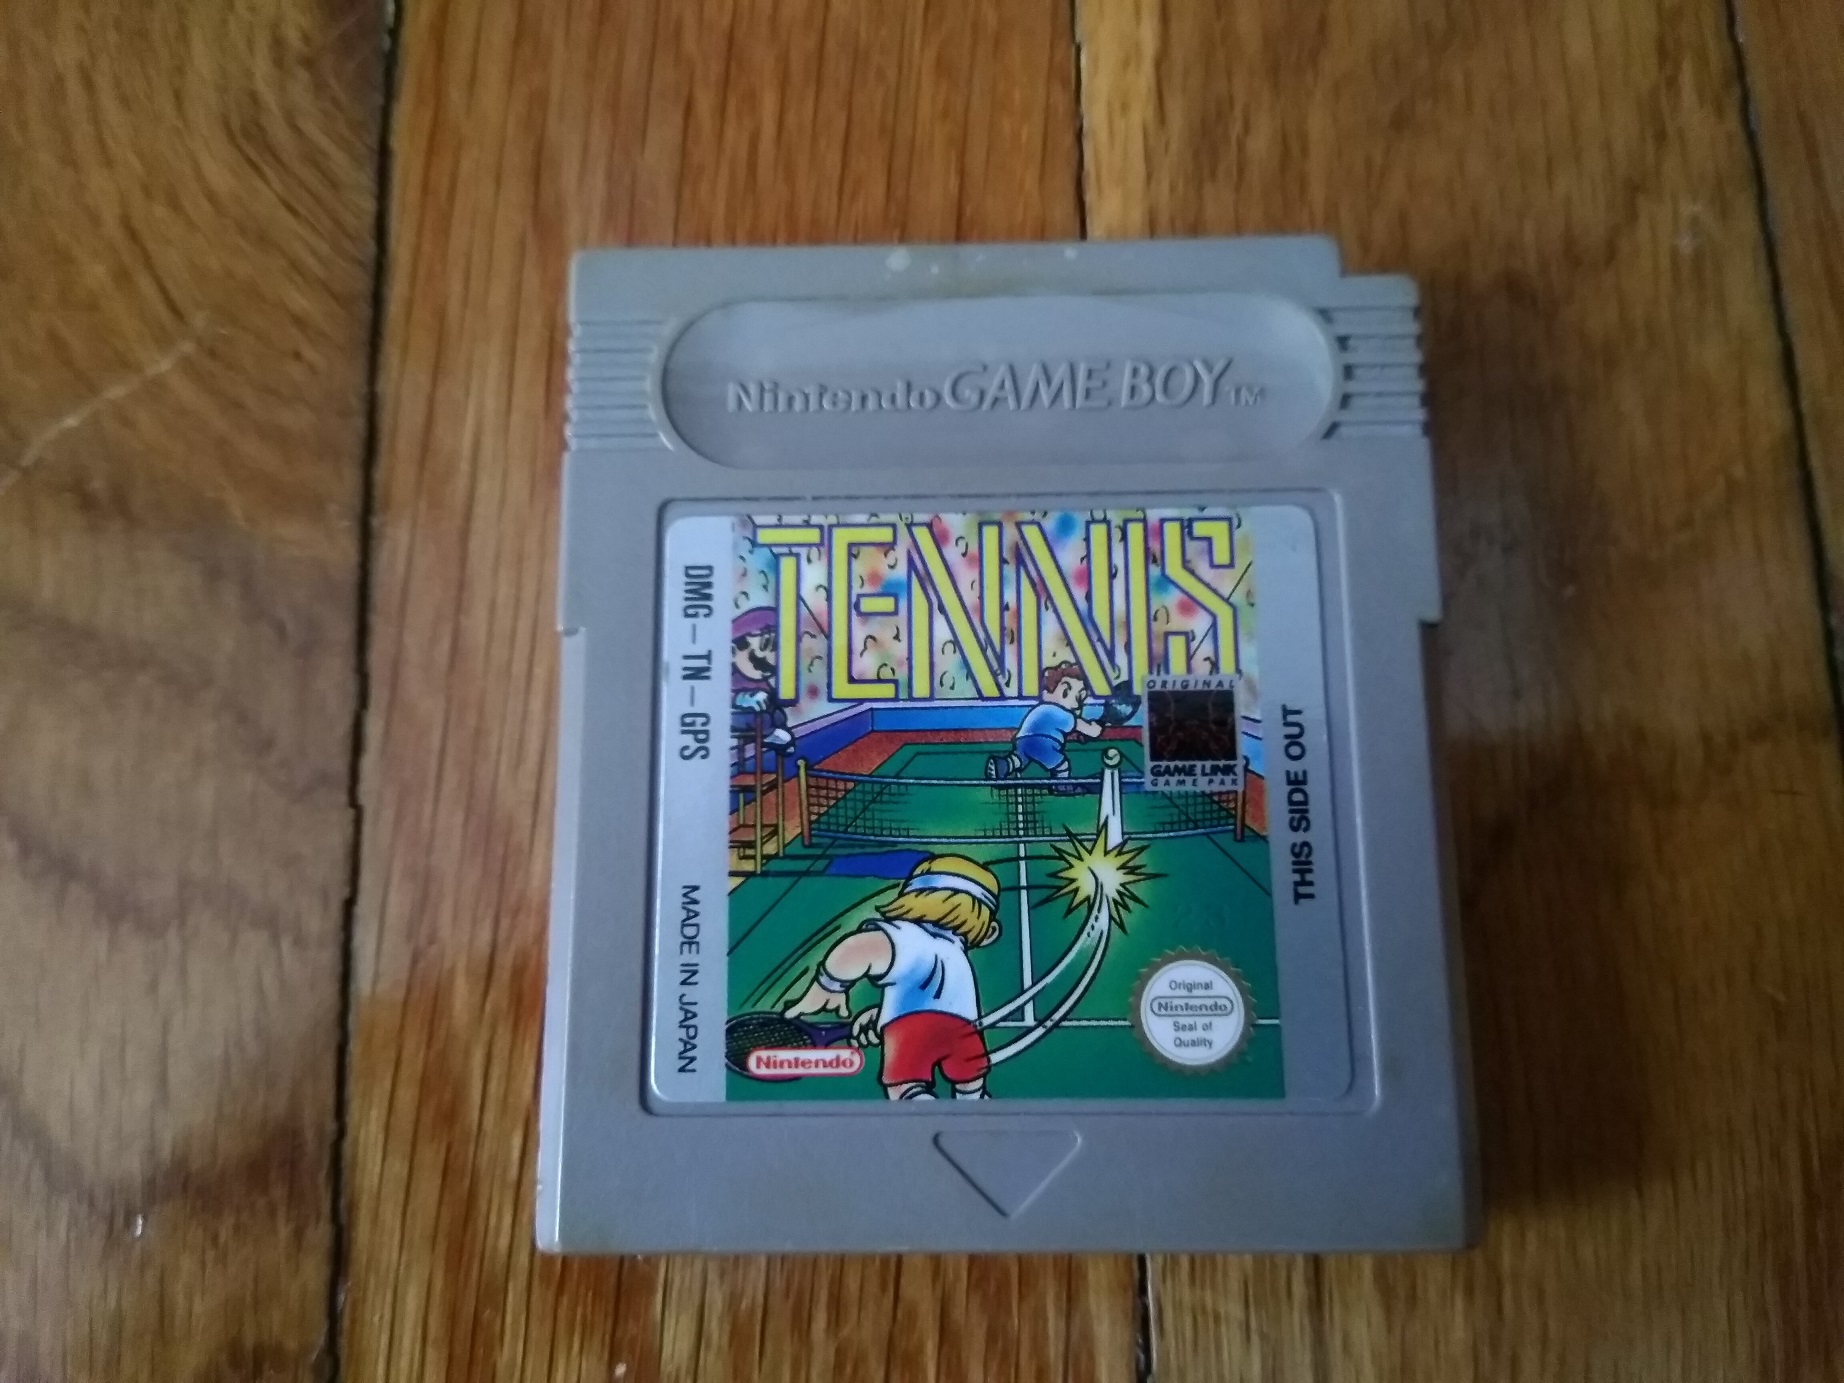 Nintendo GAME BOY TM
TENNIS
DMG-TN-GPS
MADE IN JAPAN
ORIGINAL
GAME LINK
GAME PAK
THIS SIDE OUT
Nintendo®
Original
Nintendo
Seal of
Quality